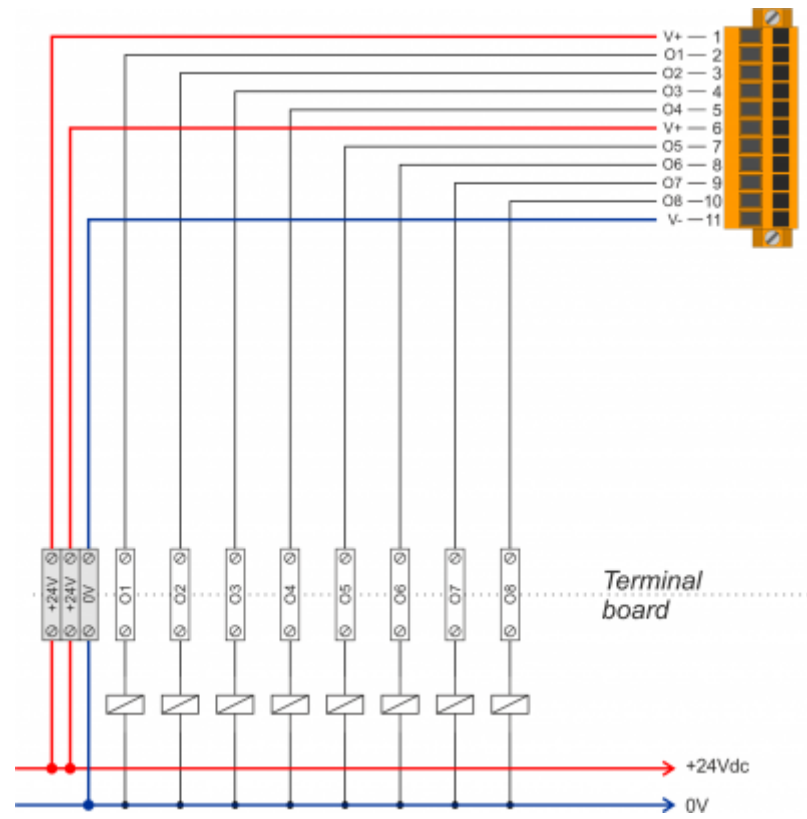 V+ — 1
O1 — 2
O2 — 3
O3 — 4
O4 — 5
V+ — 6
O5 — 7
O6 — 8
O7 — 9
O8 — 10
V- — 11
+24V
+24V
0V
O1
O2
O3
O4
O5
O6
O7
O8
Terminal
board
+24Vdc
0V